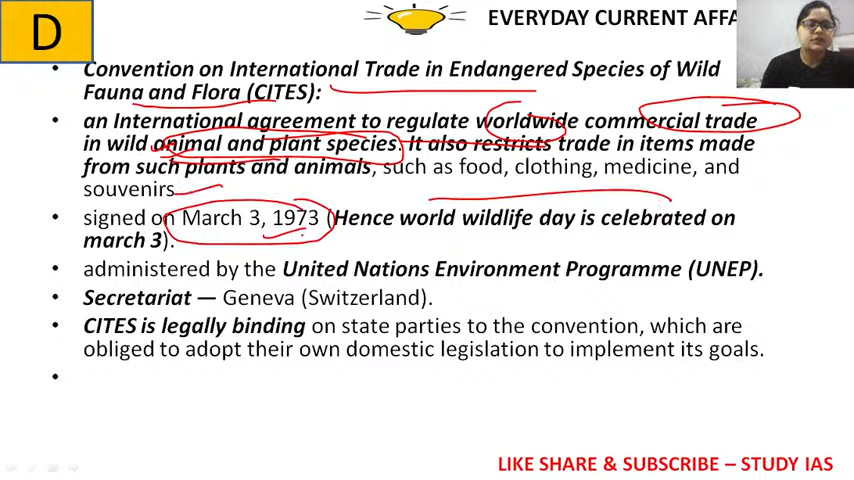 D
EVERYDAY CURRENT AFFA
• Convention on International Trade in Endangered Species of Wild
Fauna and Flora (CITES):
• an International agreement to regulate worldwide commercial trade
in wild animal and plant species. It also restricts trade in items made
from such plants and animals, such as food, clothing, medicine, and
souvenirs
• signed on March 3, 1973 (Hence world wildlife day is celebrated on
march 3).
• administered by the United Nations Environment Programme (UNEP).
• Secretariat — Geneva (Switzerland).
• CITES is legally binding on state parties to the convention, which are
obliged to adopt their own domestic legislation to implement its goals.
•
LIKE SHARE & SUBSCRIBE – STUDY IAS